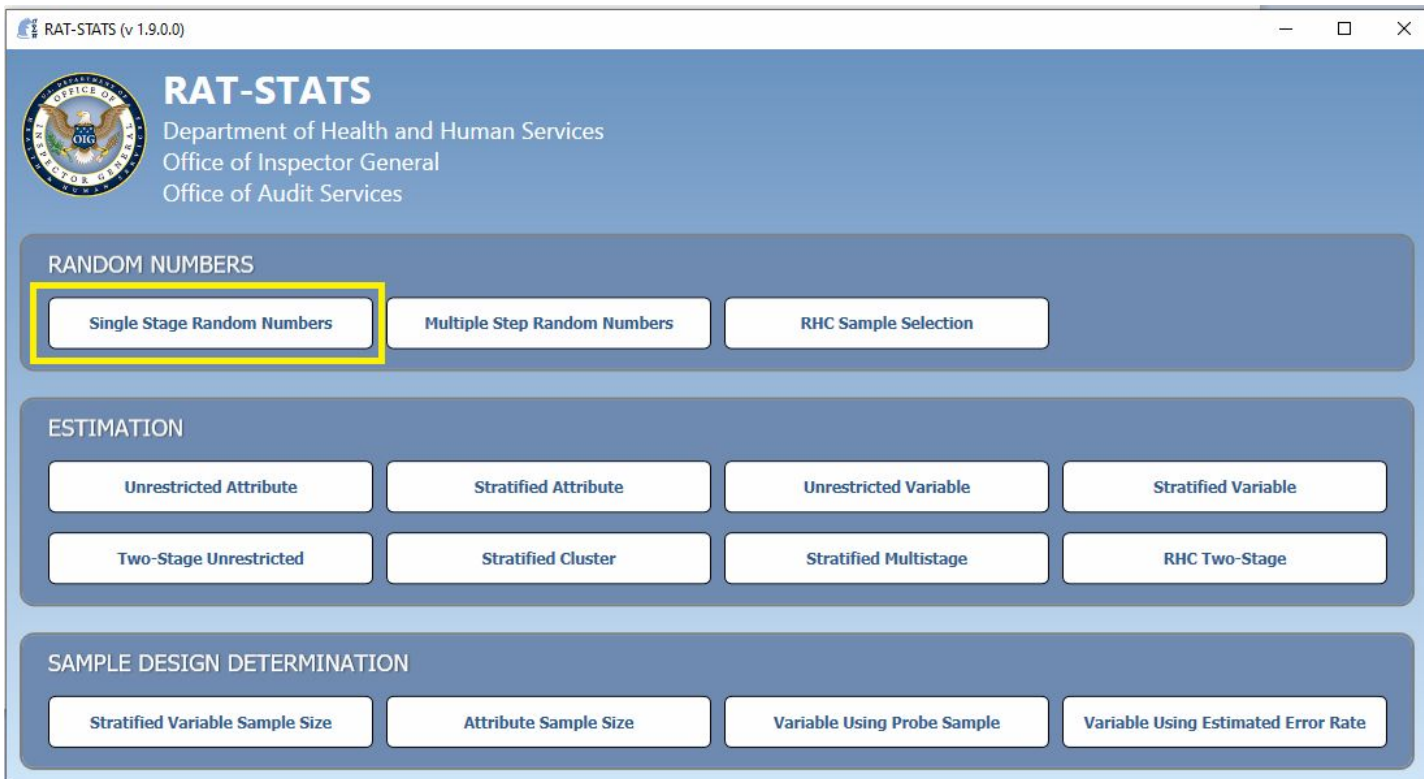 RAT-STATS (v 1.9.0.0)
RAT-STATS
Department of Health and Human Services
Office of Inspector General
Office of Audit Services
OIG
RANDOM NUMBERS
Single Stage Random Numbers
Multiple Step Random Numbers
RHC Sample Selection
ESTIMATION
Unrestricted Attribute
Stratified Attribute
Unrestricted Variable
Stratified Variable
Two-Stage Unrestricted
Stratified Cluster
Stratified Multistage
RHC Two-Stage
SAMPLE DESIGN DETERMINATION
Stratified Variable Sample Size
Attribute Sample Size
Variable Using Probe Sample
Variable Using Estimated Error Rate